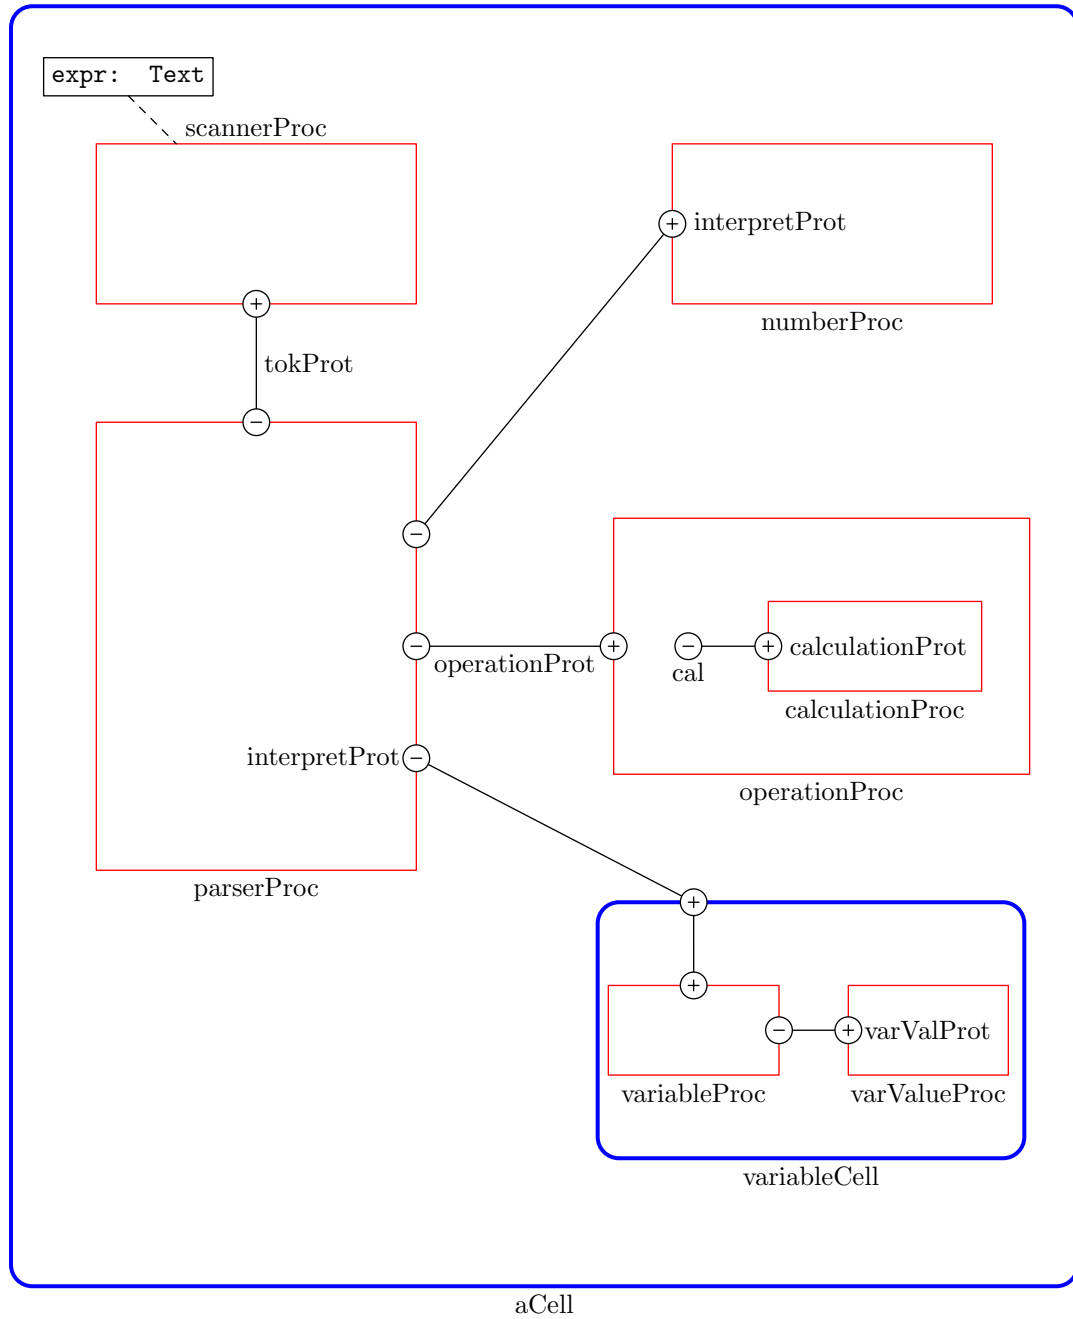 expr:  Text
scannerProc
interpretProt
numberProc
tokProt
operationProt
cal
calculationProt
calculationProc
interpretProt
operationProc
parserProc
varValProt
variableProc
varValueProc
variableCell
aCell